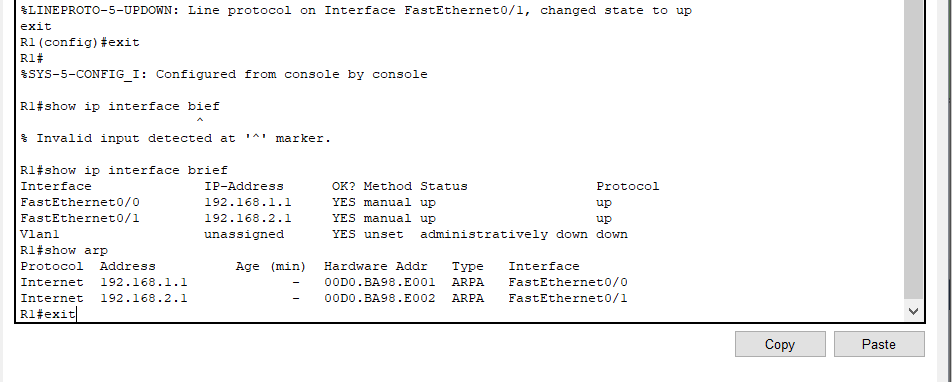 %LINEPROTO-5-UPDOWN: Line protocol on Interface FastEthernet0/1, changed state to up
exit
R1(config)#exit
R1#
%SYS-5-CONFIG_I: Configured from console by console
R1#show ip interface bief
^
% Invalid input detected at '^' marker.
R1#show ip interface brief
Interface IP-Address OK? Method Status Protocol
FastEthernet0/0 192.168.1.1 YES manual up up
FastEthernet0/1 192.168.2.1 YES manual up up
Vlan1 unassigned YES unset administratively down down
R1#show arp
Protocol Address Age (min) Hardware Addr Type Interface
Internet 192.168.1.1 - 00D0.BA98.E001 ARPA FastEthernet0/0
Internet 192.168.2.1 - 00D0.BA98.E002 ARPA FastEthernet0/1
R1#exit
Copy Paste